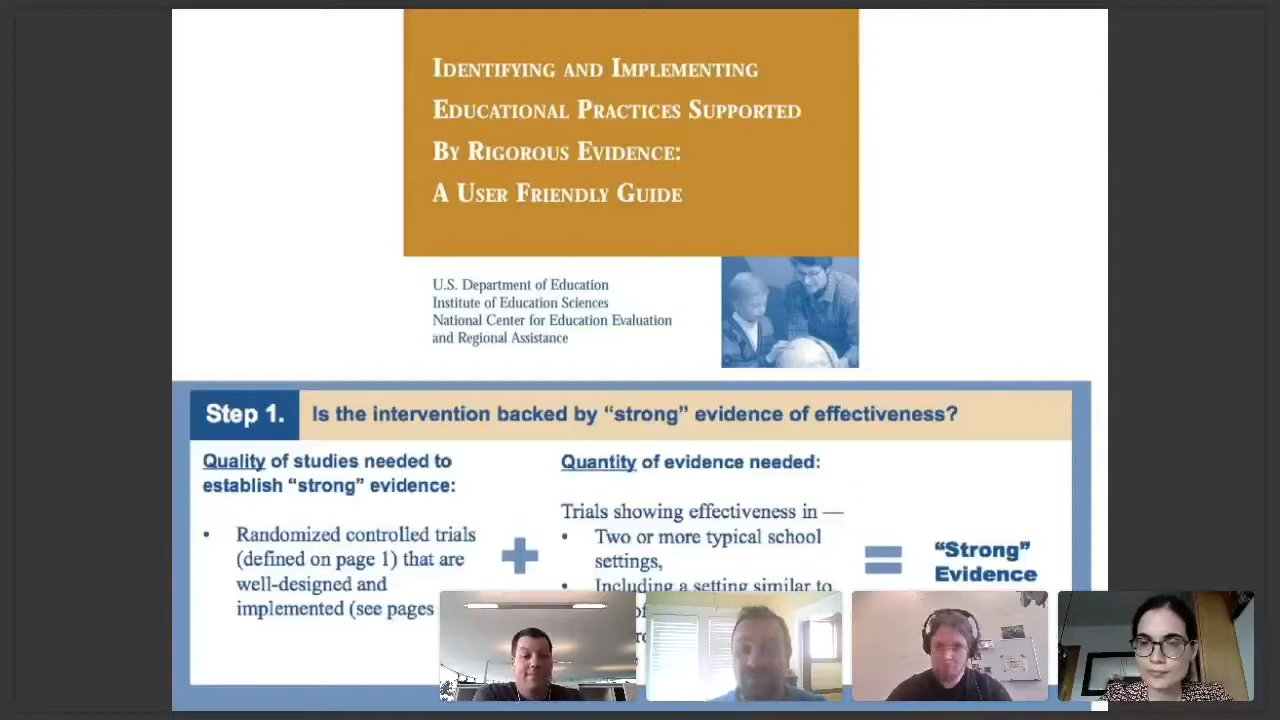 IDENTIFYING AND IMPLEMENTING
EDUCATIONAL PRACTICES SUPPORTED
BY RIGOROUS EVIDENCE:
A USER FRIENDLY GUIDE
U.S. Department of Education
Institute of Education Sciences
National Center for Education Evaluation
and Regional Assistance
Step 1.
Is the intervention backed by “strong” evidence of effectiveness?
Quality of studies needed to
establish “strong” evidence:
• Randomized controlled trials
(defined on page 1) that are
well-designed and
implemented (see pages
+
Quantity of evidence needed:
Trials showing effectiveness in —
• Two or more typical school
settings,
• Including a setting similar to
=
“Strong”
Evidence